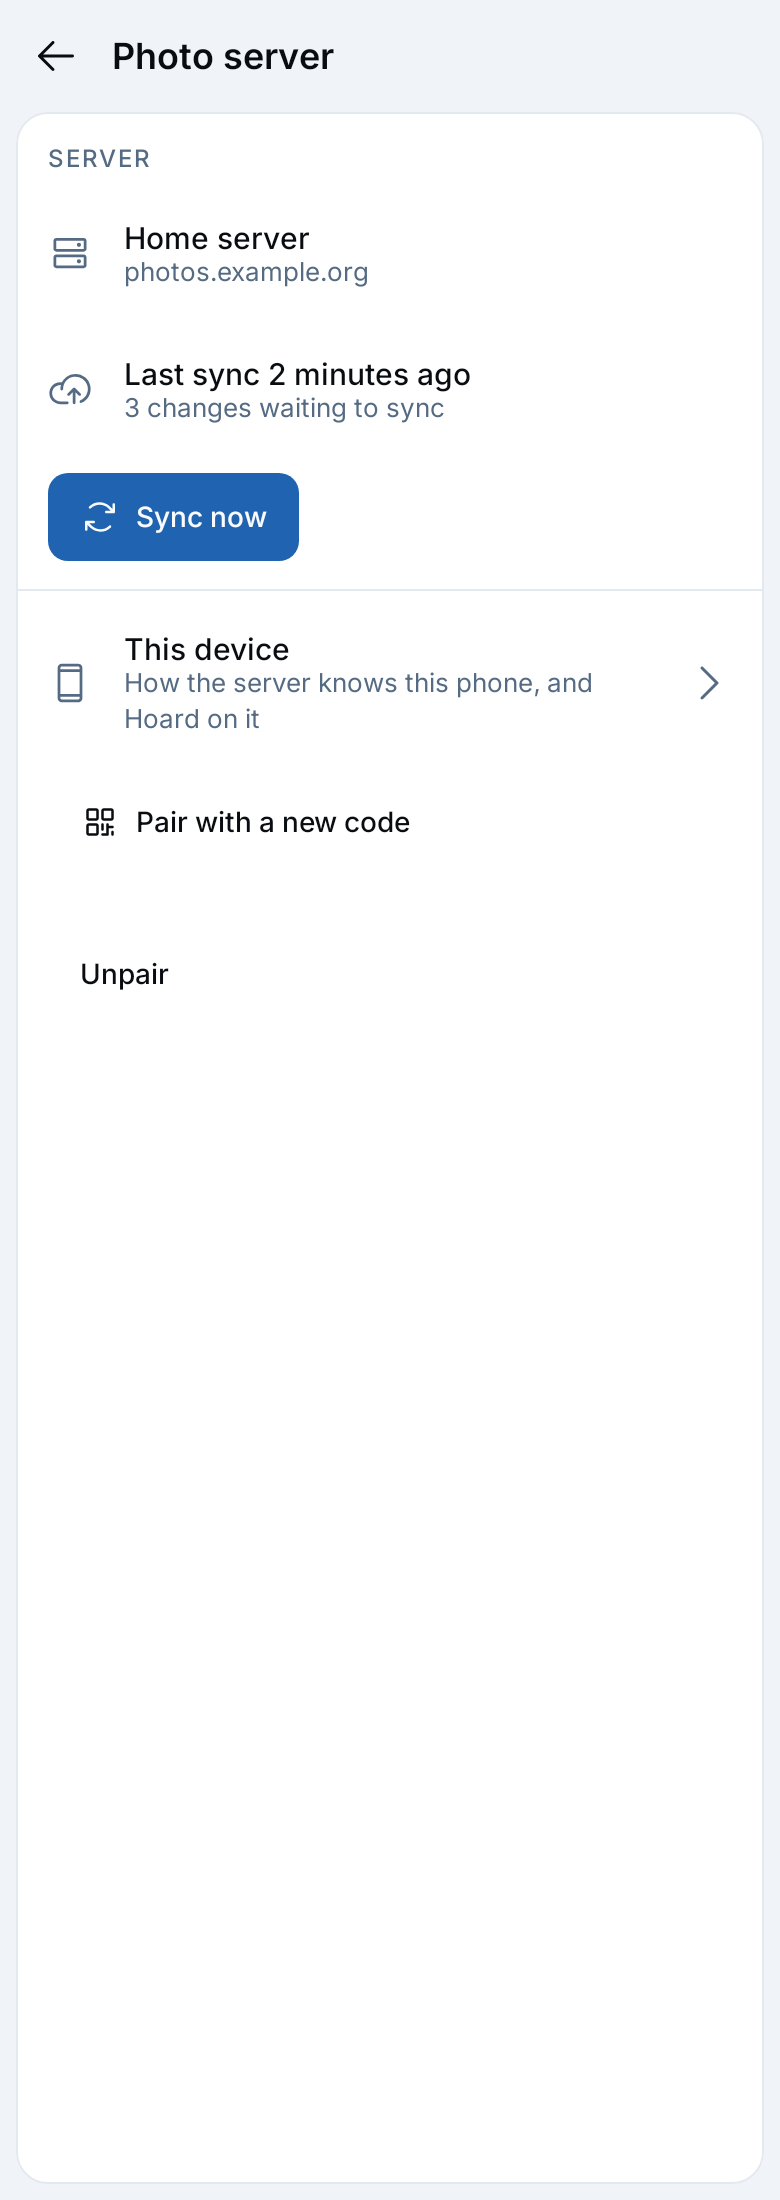 Photo server
SERVER
Home server
photos.example.org
Last sync 2 minutes ago
3 changes waiting to sync
Sync now
This device
How the server knows this phone, and
Hoard on it
Pair with a new code
Unpair